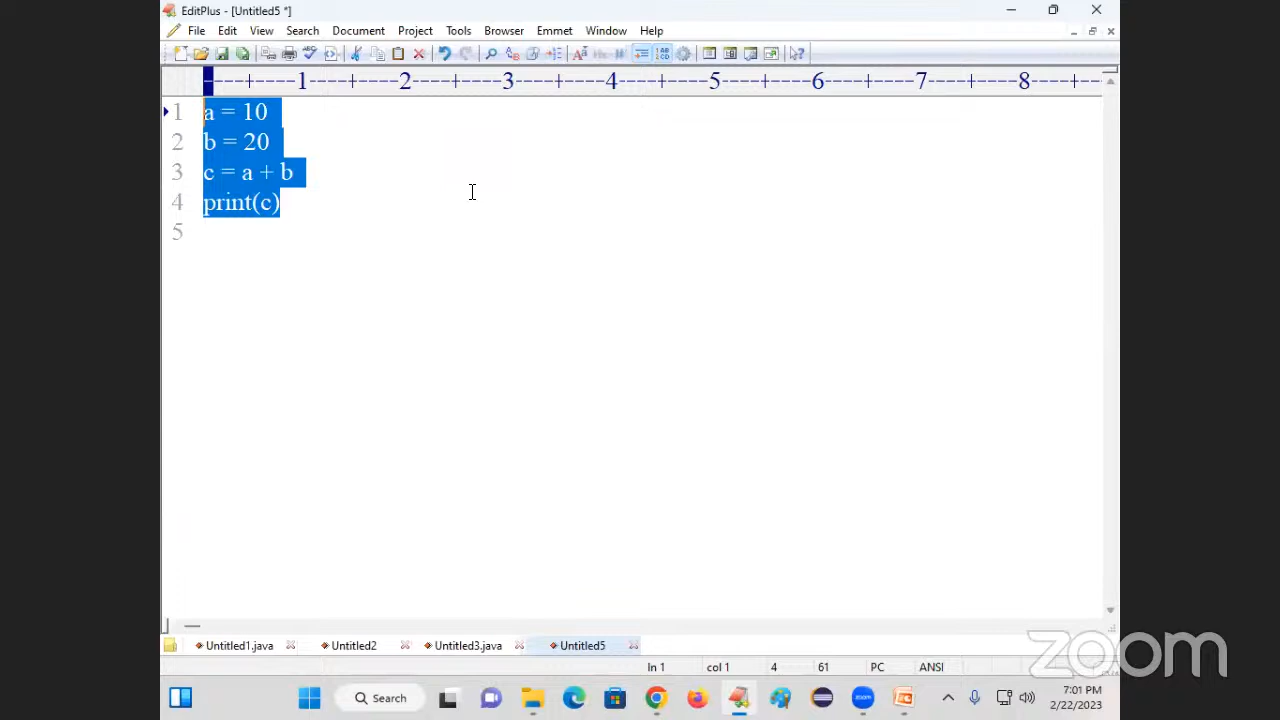 EditPlus - [Untitled5 *]
File Edit View Search Document Project Tools Browser Emmet Window Help
----+----1----+----2----+----3----+----4----+----5----+----6----+----7----+----8----+--
1 a = 10
2 b = 20
3 c = a + b
4 print(c)
5
Untitled1.java Untitled2 Untitled3.java Untitled5
ln 1 col 1 4 61 PC ANSI
zoom
Search
7:01 PM
2/22/2023